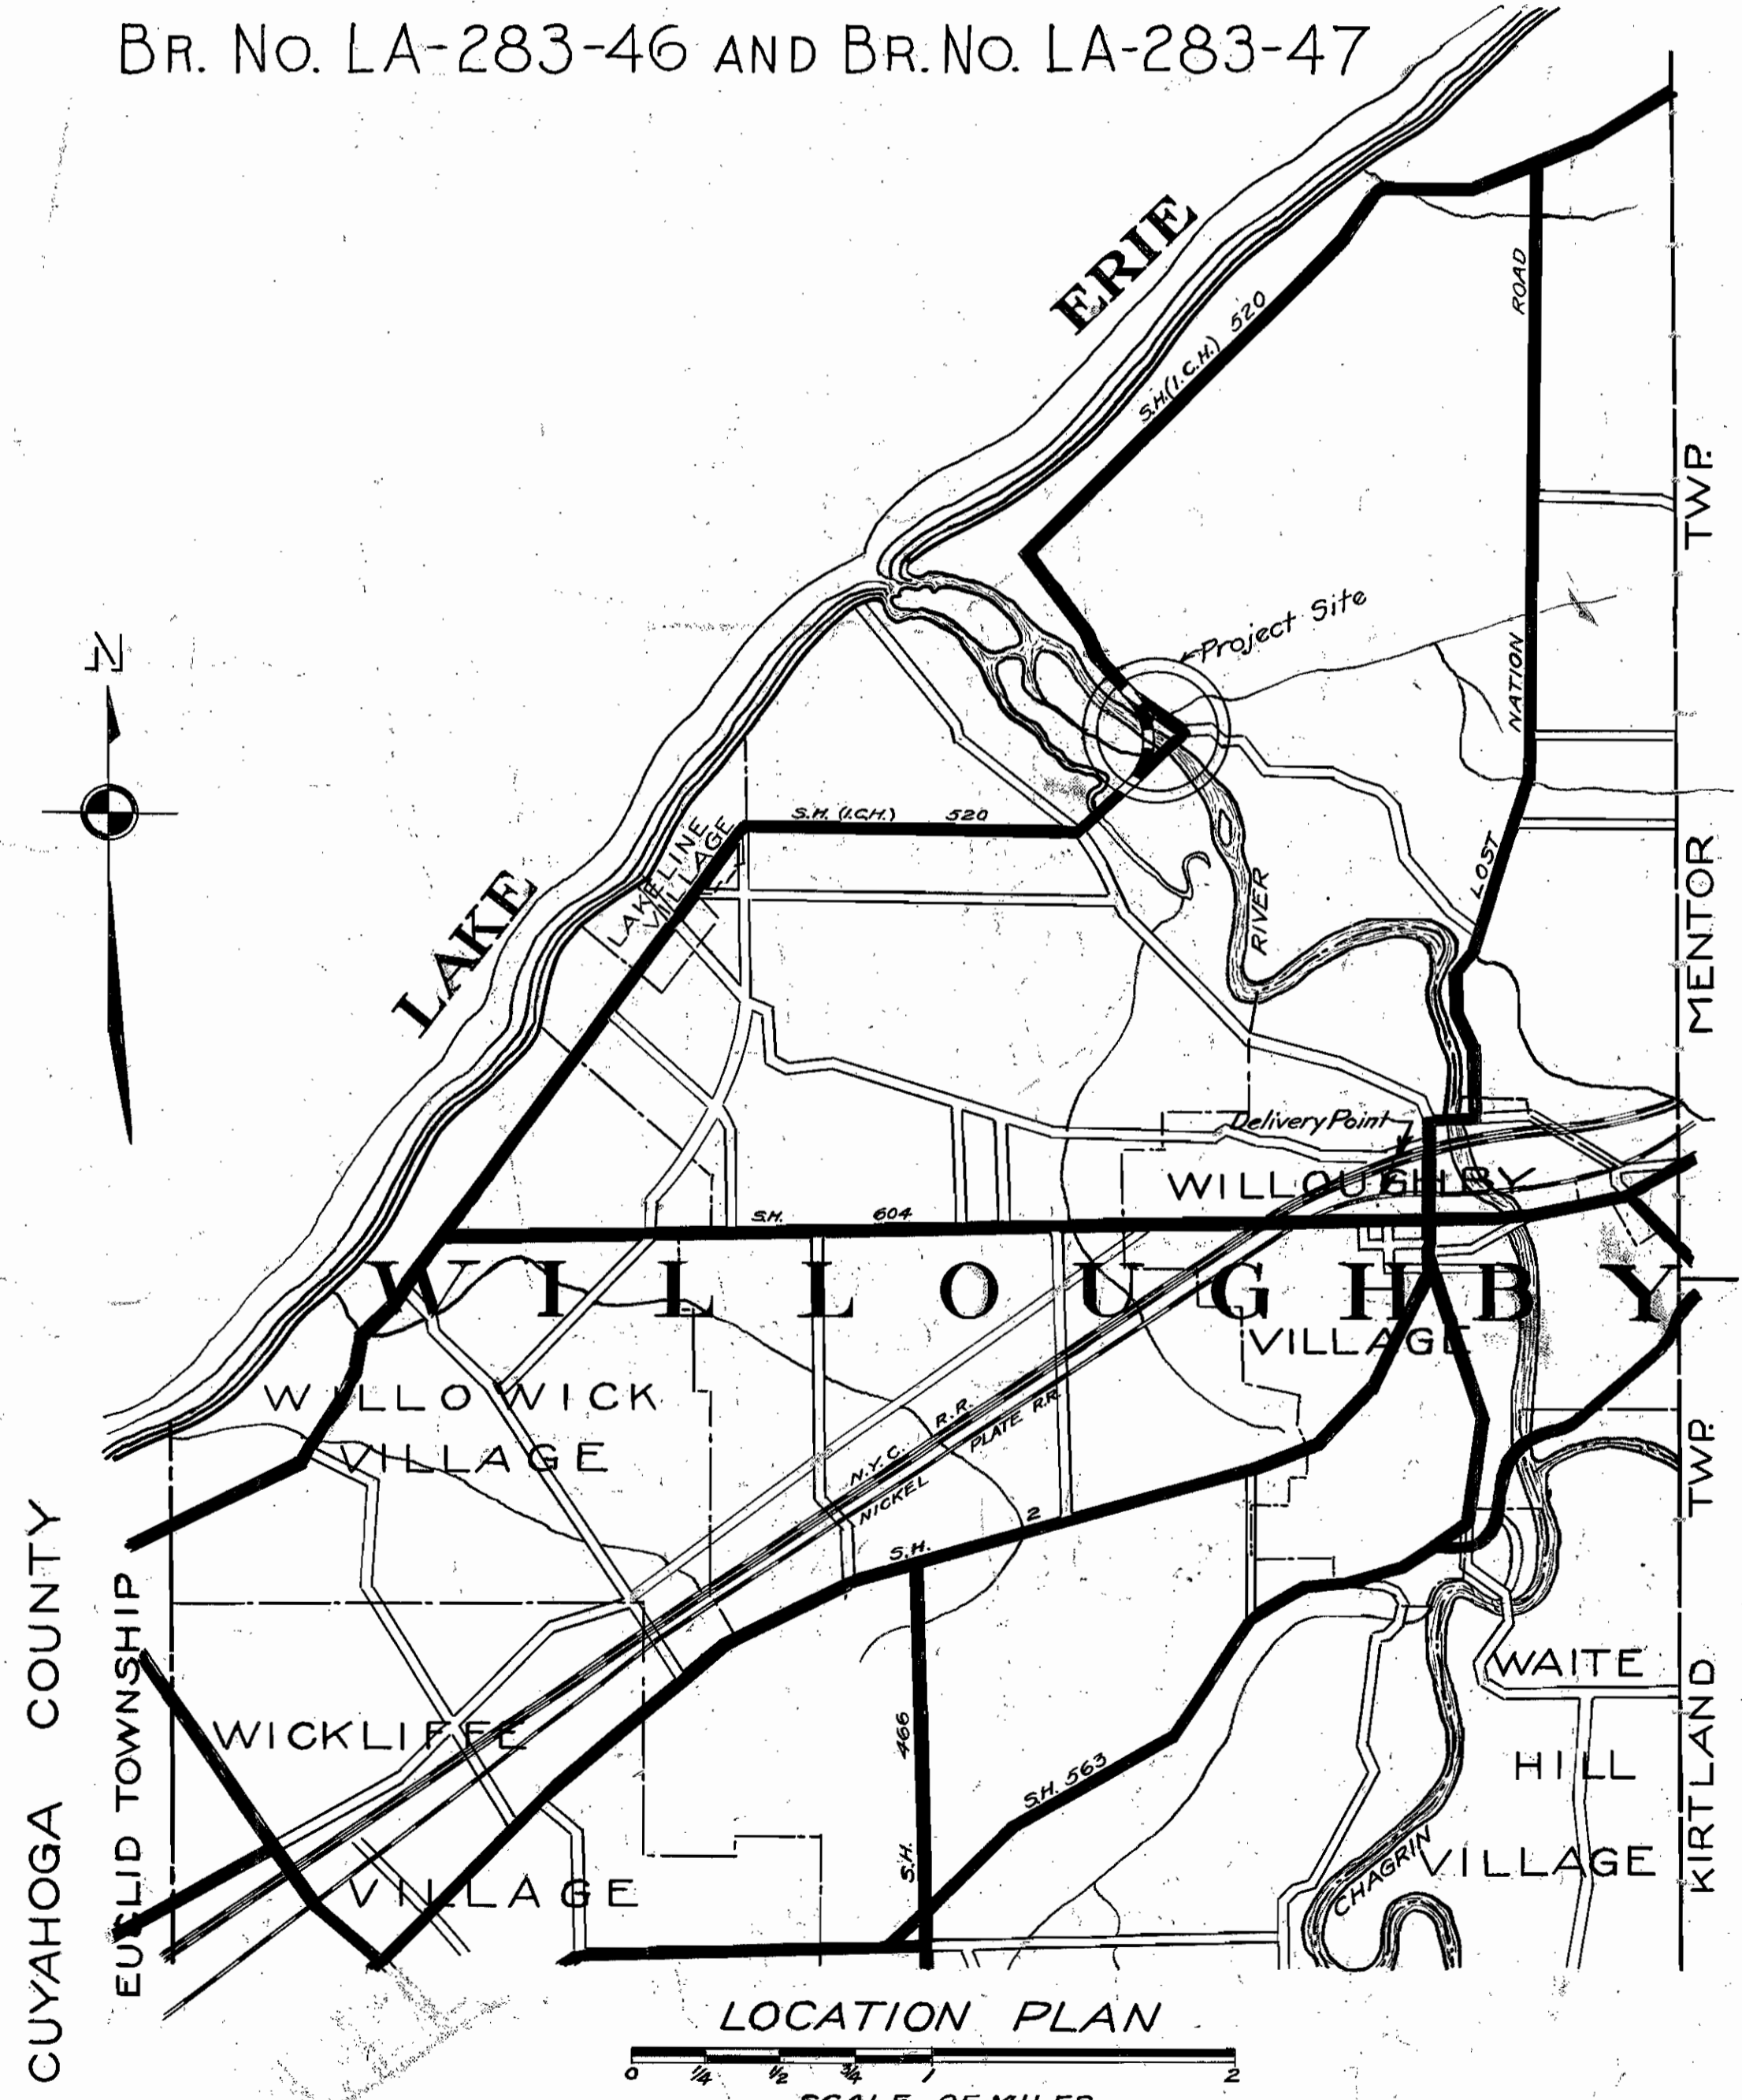 BR. NO. LA-283-46 AND BR. NO. LA-283-47
LAKE ERIE
ROAD
S.H. (I.C.H.) 520
TWP.
N
Project Site
NATION
S.H. (I.C.H.) 520
LAKELINE
VILLAGE
LOST
RIVER
MENTOR
Delivery Point
WILLOUGHBY
S.H. 604
WILLOUGHBY
VILLAGE
WILLOWICK
VILLAGE
N.Y.C. R.R.
NICKEL PLATE R.R.
S.H. 2
TWP.
CUYAHOGA COUNTY
EUCLID TOWNSHIP
WICKLIFFE
VILLAGE
S.H. 466
S.H. 563
WAITE
HILL
VILLAGE
CHAGRIN
KIRTLAND
LOCATION PLAN
0 1/4 1/2 3/4 1 2
SCALE OF MILES